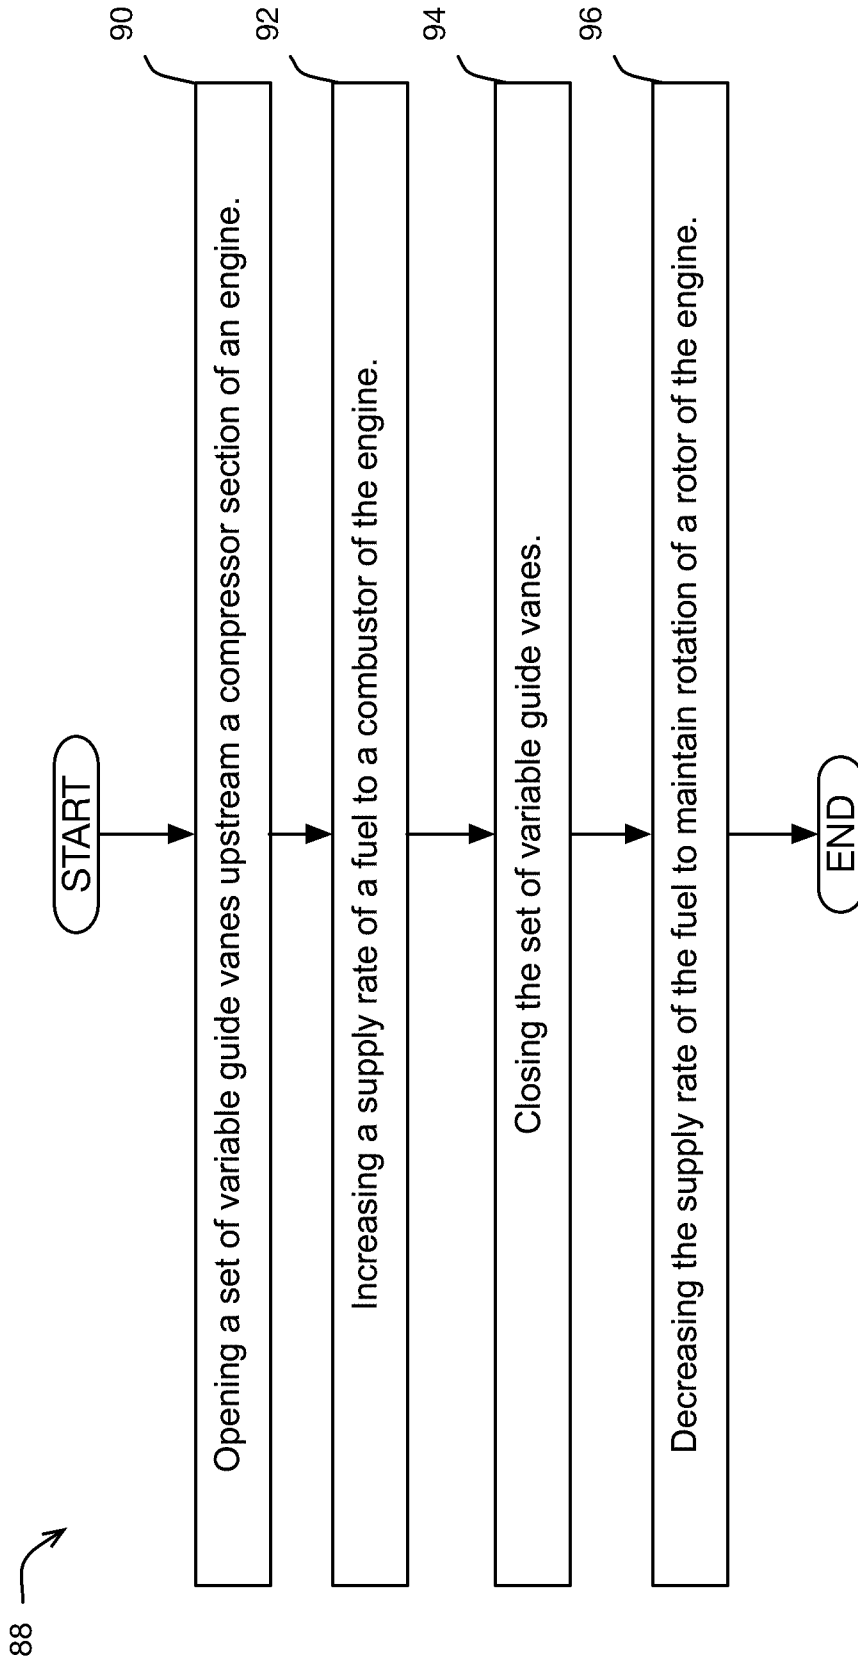 88
START
90
Opening a set of variable guide vanes upstream a compressor section of an engine.
92
Increasing a supply rate of a fuel to a combustor of the engine.
94
Closing the set of variable guide vanes.
96
Decreasing the supply rate of the fuel to maintain rotation of a rotor of the engine.
END